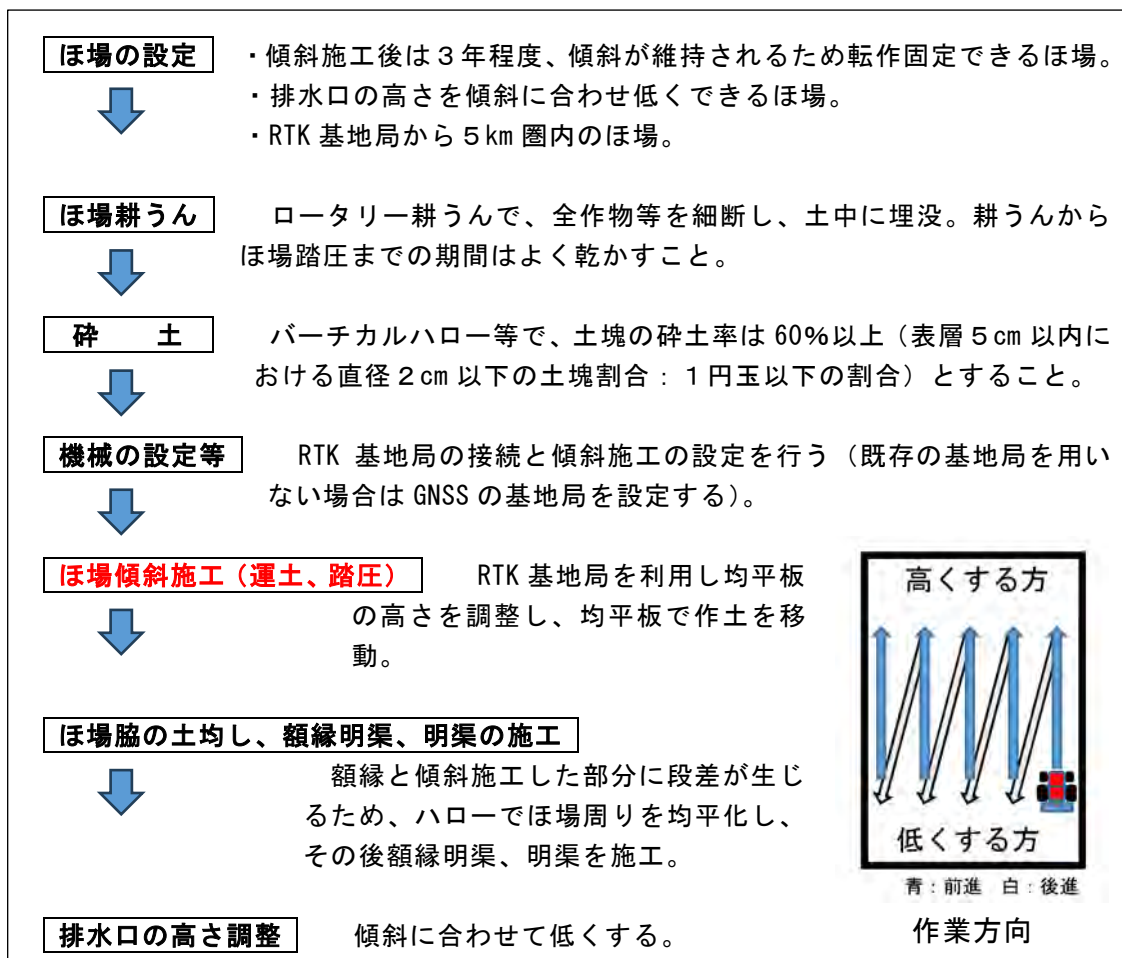 ほ場の設定 ・傾斜施工後は３年程度、傾斜が維持されるため転作固定できるほ場。
・排水口の高さを傾斜に合わせ低くできるほ場。
・RTK 基地局から５km 圏内のほ場。
ほ場耕うん ロータリー耕うんで、全作物等を細断し、土中に埋没。耕うんから
ほ場踏圧までの期間はよく乾かすこと。
砕　　土 バーチカルハロー等で、土塊の砕土率は 60％以上（表層５cm 以内に
おける直径２cm 以下の土塊割合：１円玉以下の割合）とすること。
機械の設定等 RTK 基地局の接続と傾斜施工の設定を行う（既存の基地局を用い
ない場合は GNSS の基地局を設定する）。
ほ場傾斜施工（運土、踏圧） RTK 基地局を利用し均平板
の高さを調整し、均平板で作土を移
動。
ほ場脇の土均し、額縁明渠、明渠の施工
額縁と傾斜施工した部分に段差が生じ
るため、ハローでほ場周りを均平化し、
その後額縁明渠、明渠を施工。
排水口の高さ調整 傾斜に合わせて低くする。
高くする方
低くする方
青：前進　白：後進
作業方向